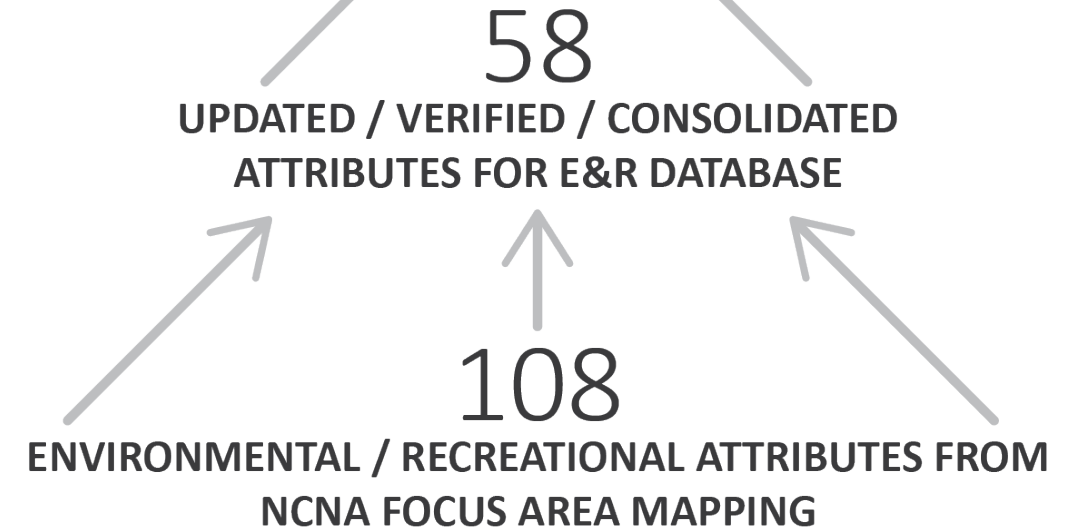 58
UPDATED / VERIFIED / CONSOLIDATED
ATTRIBUTES FOR E&R DATABASE
108
ENVIRONMENTAL / RECREATIONAL ATTRIBUTES FROM
NCNA FOCUS AREA MAPPING